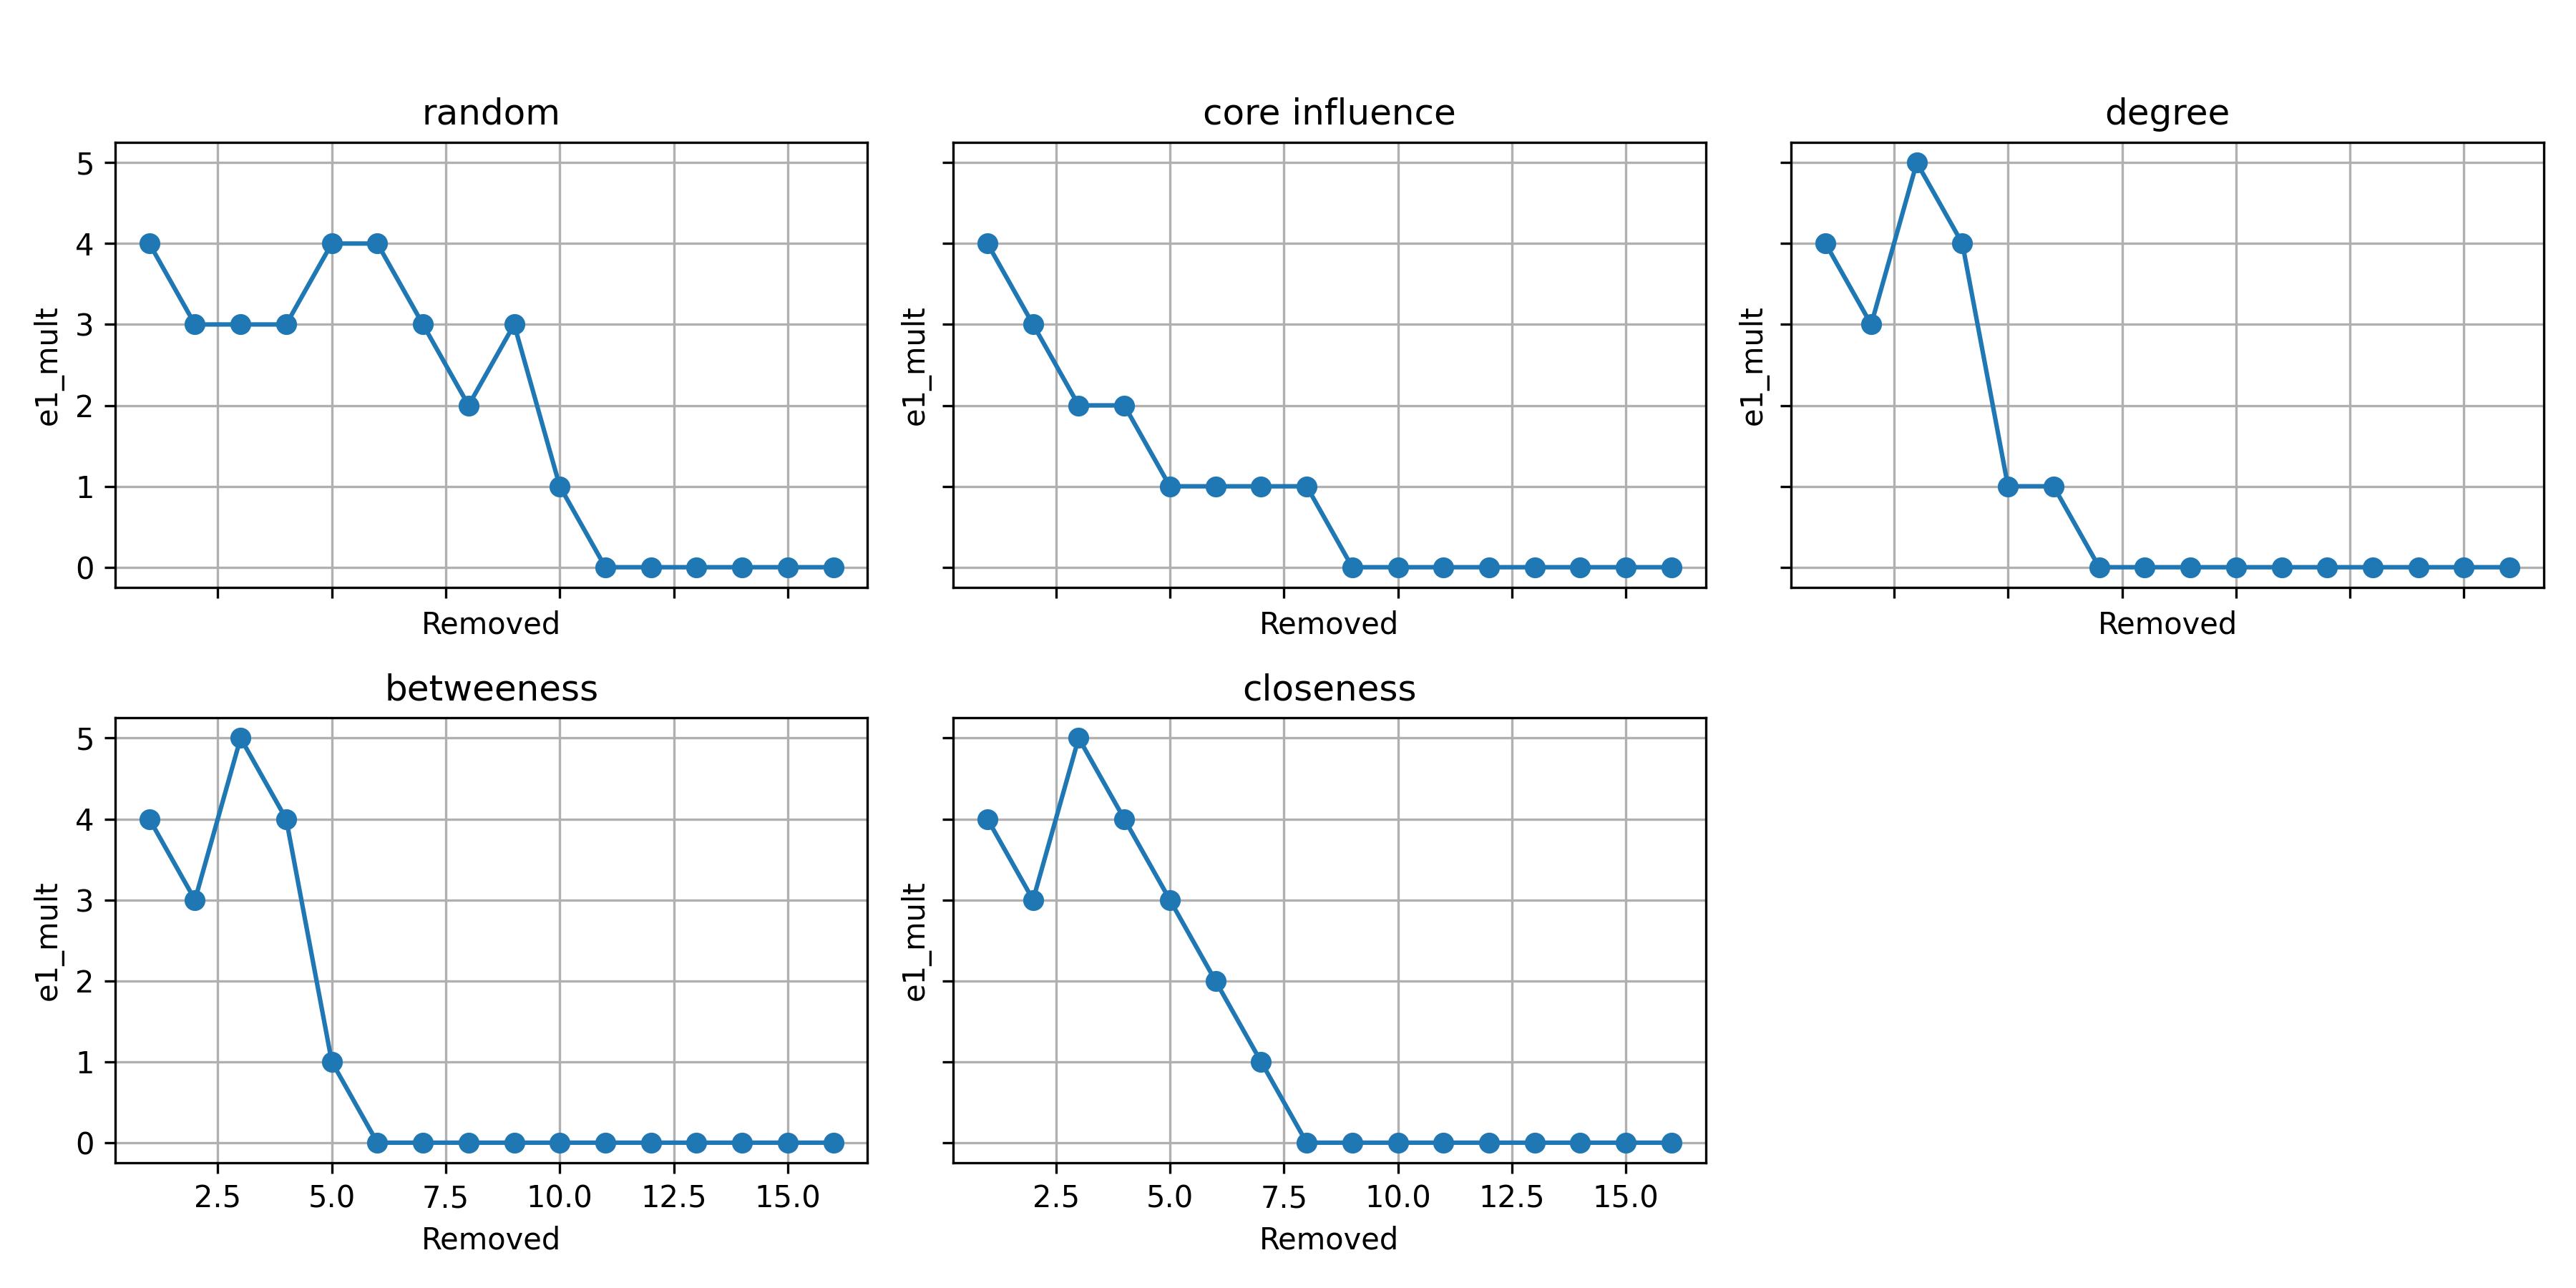 random
core influence
degree
5
4
3
2
1
0
e1_mult
e1_mult
e1_mult
Removed
Removed
Removed
betweeness
closeness
5
4
3
2
1
0
e1_mult
e1_mult
2.5 5.0 7.5 10.0 12.5 15.0
2.5 5.0 7.5 10.0 12.5 15.0
Removed
Removed